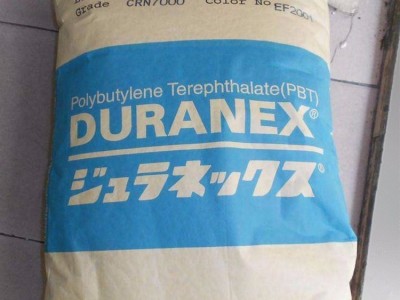 Grade CRN7000 Color No EF2001
Polybutylene Terephthalate(PBT)
DURANEX®
ジュラネックス®